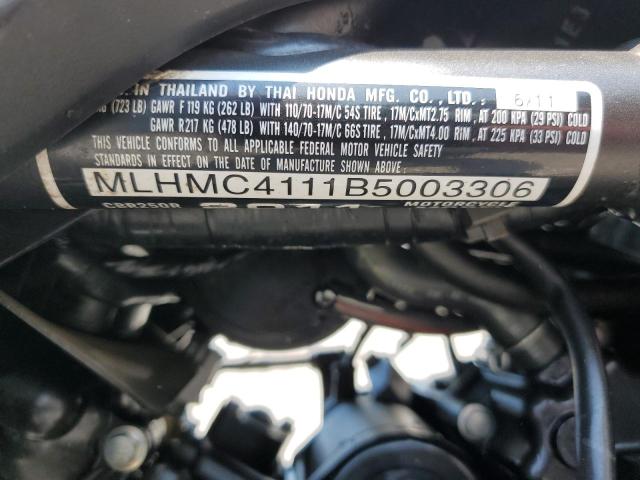 IN THAILAND BY THAI HONDA MFG. CO., LTD.: 6/11
(723 LB) GAWR F 119 KG (262 LB) WITH 110/70-17M/C 54S TIRE, 17M/CxMT2.75 RIM, AT 200 KPA (29 PSI) COLD
GAWR R 217 KG (478 LB) WITH 140/70-17M/C 66S TIRE, 17M/CxMT4.00 RIM, AT 225 KPA (33 PSI) COLD
THIS VEHICLE CONFORMS TO ALL APPLICABLE FEDERAL MOTOR VEHICLE SAFETY
STANDARDS IN EFFECT ON THE DATE OF MANUFACTURE SHOWN ABOVE.
MLHMC4111B5003306
CBR250R 2011 MOTORCYCLE